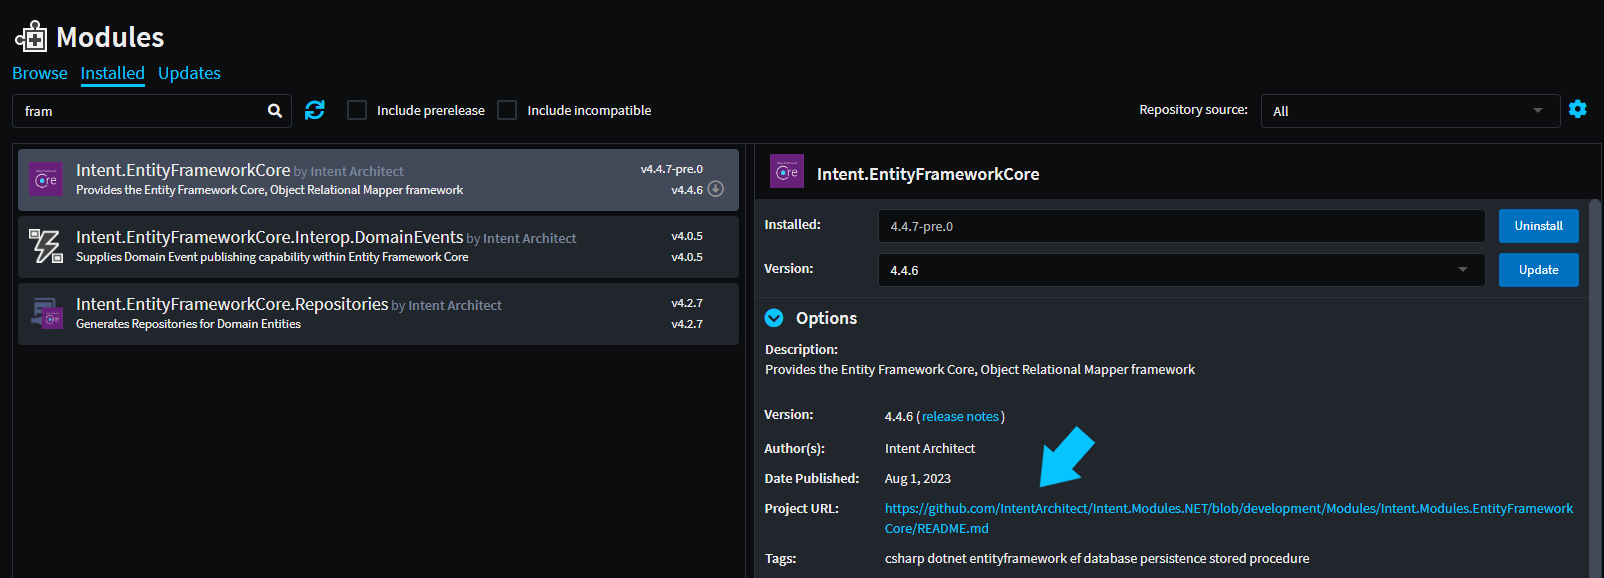 Modules
Browse Installed Updates
fram
Include prerelease
Include incompatible
Repository source:
All
Intent.EntityFrameworkCore by Intent Architect
v4.4.7-pre.0
Provides the Entity Framework Core, Object Relational Mapper framework
v4.4.6
Intent.EntityFrameworkCore.Interop.DomainEvents by Intent Architect
v4.0.5
Supplies Domain Event publishing capability within Entity Framework Core
v4.0.5
Intent.EntityFrameworkCore.Repositories by Intent Architect
v4.2.7
Generates Repositories for Domain Entities
v4.2.7
Core
Intent.EntityFrameworkCore
Installed:
4.4.7-pre.0
Uninstall
Version:
4.4.6
Update
Options
Description:
Provides the Entity Framework Core, Object Relational Mapper framework
Version:
4.4.6 (release notes)
Author(s):
Intent Architect
Date Published:
Aug 1, 2023
Project URL:
https://github.com/IntentArchitect/Intent.Modules.NET/blob/development/Modules/Intent.Modules.EntityFramework
Core/README.md
Tags:
csharp dotnet entityframework ef database persistence stored procedure